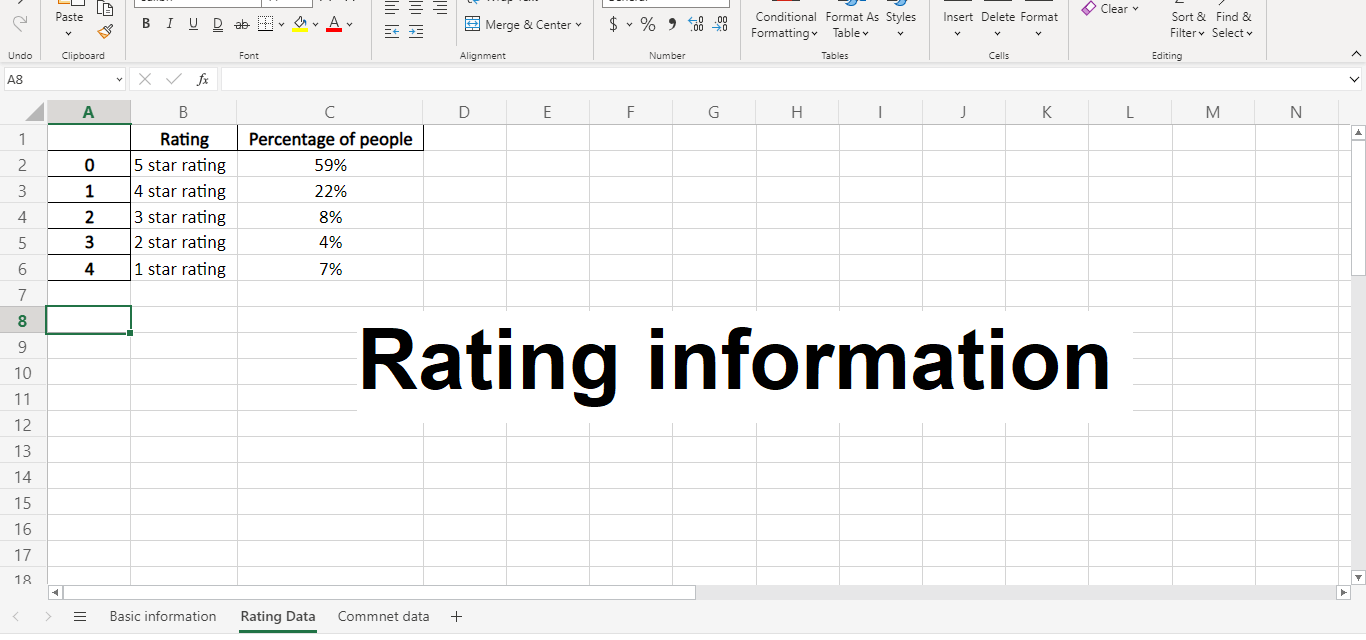 Paste
Merge & Center
$ % 9
Conditional Formatting
Format As Table
Styles
Insert Delete Format
Clear
Sort & Filter
Find & Select
B I U D ab A
Undo Clipboard Font Alignment Number Tables Cells Editing
A8 fx
A B C D E F G H I J K L M N
1 Rating Percentage of people
2 0 5 star rating 59%
3 1 4 star rating 22%
4 2 3 star rating 8%
5 3 2 star rating 4%
6 4 1 star rating 7%
7
8
9
Rating information
10
11
12
13
14
15
16
17
18
Basic information Rating Data Commnet data +